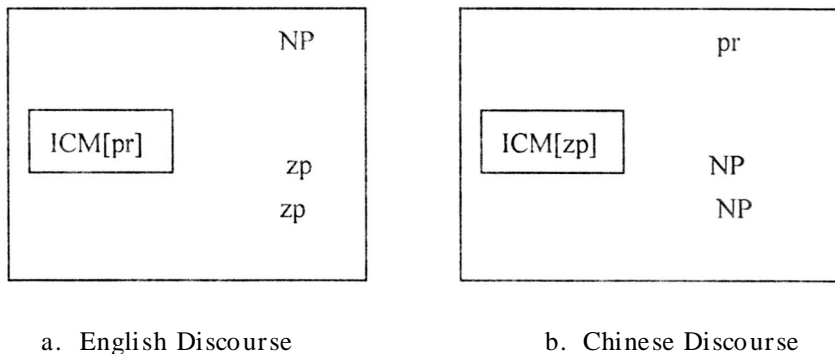 NP pr
ICM[pr] ICM[zp]
zp NP
zp NP
a. English Discourse b. Chinese Discourse